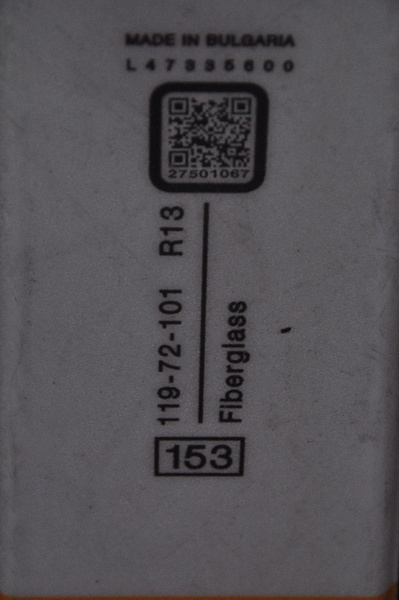 MADE IN BULGARIA
L47335600
27501067
119-72-101 R13
Fiberglass
153